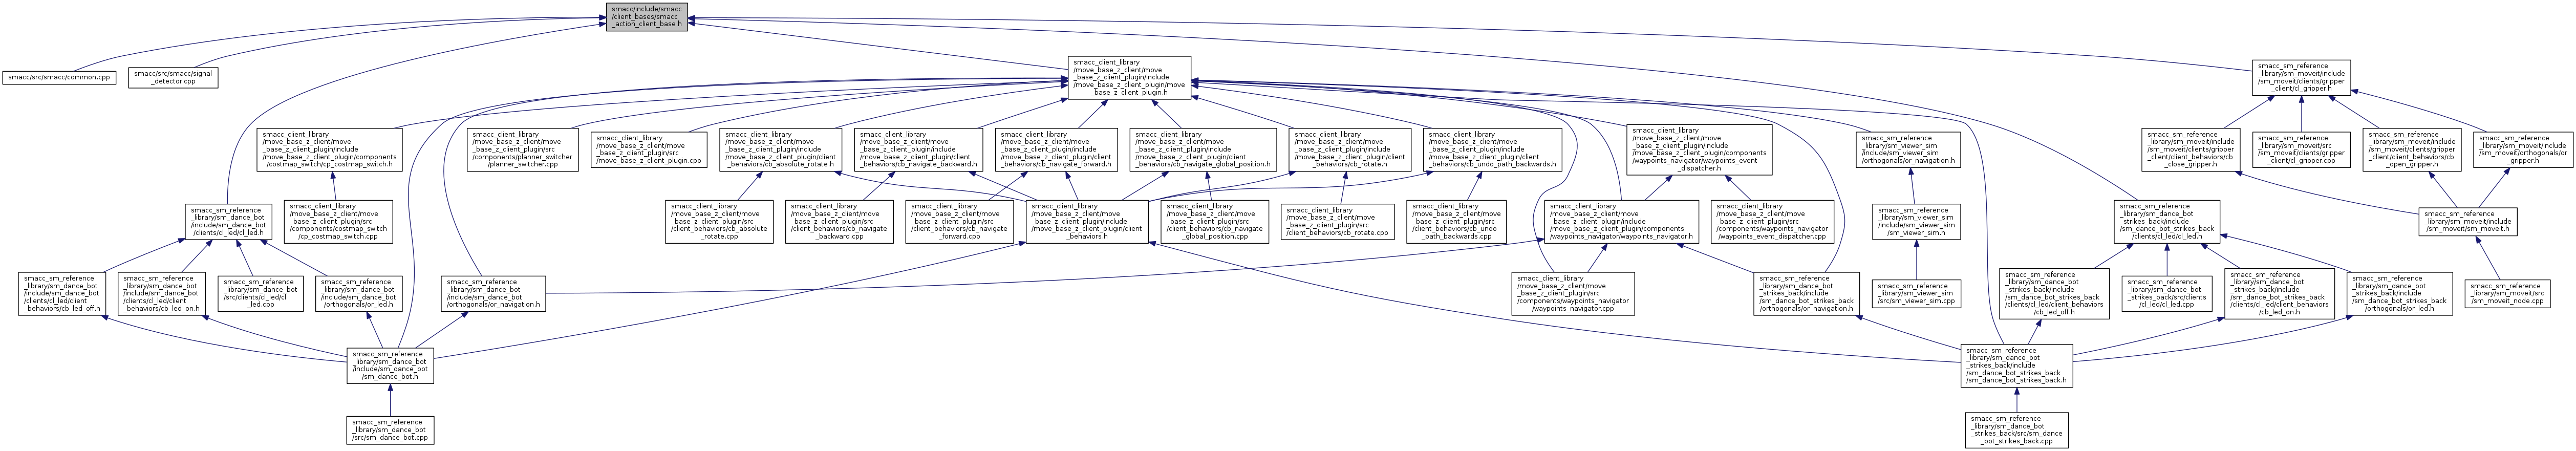 smacc/include/smacc
/client_bases/smacc
_action_client_base.h
smacc/src/smacc/common.cpp
smacc/src/smacc/signal
_detector.cpp
smacc_client_library
/move_base_z_client/move
_base_z_client_plugin/include
/move_base_z_client_plugin/move
_base_z_client_plugin.h
smacc_sm_reference
_library/sm_moveit/include
/sm_moveit/clients/gripper
_client/cl_gripper.h
smacc_client_library
/move_base_z_client/move
_base_z_client_plugin/include
/move_base_z_client_plugin/components
/costmap_switch/cp_costmap_switch.h
smacc_client_library
/move_base_z_client/move
_base_z_client_plugin/src
/components/planner_switcher
/planner_switcher.cpp
smacc_client_library
/move_base_z_client/move
_base_z_client_plugin/src
/move_base_z_client_plugin.cpp
smacc_client_library
/move_base_z_client/move
_base_z_client_plugin/include
/move_base_z_client_plugin/client
_behaviors/cb_absolute_rotate.h
smacc_client_library
/move_base_z_client/move
_base_z_client_plugin/include
/move_base_z_client_plugin/client
_behaviors/cb_navigate_backward.h
smacc_client_library
/move_base_z_client/move
_base_z_client_plugin/include
/move_base_z_client_plugin/client
_behaviors/cb_navigate_forward.h
smacc_client_library
/move_base_z_client/move
_base_z_client_plugin/include
/move_base_z_client_plugin/client
_behaviors/cb_navigate_global_position.h
smacc_client_library
/move_base_z_client/move
_base_z_client_plugin/include
/move_base_z_client_plugin/client
_behaviors/cb_rotate.h
smacc_client_library
/move_base_z_client/move
_base_z_client_plugin/include
/move_base_z_client_plugin/client
_behaviors/cb_undo_path_backwards.h
smacc_client_library
/move_base_z_client/move
_base_z_client_plugin/include
/move_base_z_client_plugin/components
/waypoints_navigator/waypoints_event
_dispatcher.h
smacc_sm_reference
_library/sm_viewer_sim
/include/sm_viewer_sim
/orthogonals/or_navigation.h
smacc_sm_reference
_library/sm_moveit/include
/sm_moveit/clients/gripper
_client/client_behaviors/cb
_close_gripper.h
smacc_sm_reference
_library/sm_moveit/src
/sm_moveit/clients/gripper
_client/cl_gripper.cpp
smacc_sm_reference
_library/sm_moveit/include
/sm_moveit/clients/gripper
_client/client_behaviors/cb
_open_gripper.h
smacc_sm_reference
_library/sm_moveit/include
/sm_moveit/orthogonals/or
_gripper.h
smacc_sm_reference
_library/sm_dance_bot
/include/sm_dance_bot
/clients/cl_led/cl_led.h
smacc_client_library
/move_base_z_client/move
_base_z_client_plugin/src
/components/costmap_switch
/cp_costmap_switch.cpp
smacc_client_library
/move_base_z_client/move
_base_z_client_plugin/src
/client_behaviors/cb_absolute
_rotate.cpp
smacc_client_library
/move_base_z_client/move
_base_z_client_plugin/src
/client_behaviors/cb_navigate
_backward.cpp
smacc_client_library
/move_base_z_client/move
_base_z_client_plugin/src
/client_behaviors/cb_navigate
_forward.cpp
smacc_client_library
/move_base_z_client/move
_base_z_client_plugin/include
/move_base_z_client_plugin/client
_behaviors.h
smacc_client_library
/move_base_z_client/move
_base_z_client_plugin/src
/client_behaviors/cb_navigate
_global_position.cpp
smacc_client_library
/move_base_z_client/move
_base_z_client_plugin/src
/client_behaviors/cb_rotate.cpp
smacc_client_library
/move_base_z_client/move
_base_z_client_plugin/src
/client_behaviors/cb_undo
_path_backwards.cpp
smacc_client_library
/move_base_z_client/move
_base_z_client_plugin/include
/move_base_z_client_plugin/components
/waypoints_navigator/waypoints_navigator.h
smacc_client_library
/move_base_z_client/move
_base_z_client_plugin/src
/components/waypoints_navigator
/waypoints_event_dispatcher.cpp
smacc_sm_reference
_library/sm_viewer_sim
/include/sm_viewer_sim
/sm_viewer_sim.h
smacc_sm_reference
_library/sm_dance_bot
_strikes_back/include
/sm_dance_bot_strikes_back
/clients/cl_led/cl_led.h
smacc_sm_reference
_library/sm_moveit/include
/sm_moveit/sm_moveit.h
smacc_sm_reference
_library/sm_dance_bot
/include/sm_dance_bot
/clients/cl_led/client
_behaviors/cb_led_off.h
smacc_sm_reference
_library/sm_dance_bot
/include/sm_dance_bot
/clients/cl_led/client
_behaviors/cb_led_on.h
smacc_sm_reference
_library/sm_dance_bot
/src/clients/cl_led/cl
_led.cpp
smacc_sm_reference
_library/sm_dance_bot
/include/sm_dance_bot
/orthogonals/or_led.h
smacc_sm_reference
_library/sm_dance_bot
/include/sm_dance_bot
/orthogonals/or_navigation.h
smacc_client_library
/move_base_z_client/move
_base_z_client_plugin/src
/components/waypoints_navigator
/waypoints_navigator.cpp
smacc_sm_reference
_library/sm_dance_bot
_strikes_back/include
/sm_dance_bot_strikes_back
/orthogonals/or_navigation.h
smacc_sm_reference
_library/sm_viewer_sim
/src/sm_viewer_sim.cpp
smacc_sm_reference
_library/sm_dance_bot
_strikes_back/include
/sm_dance_bot_strikes_back
/clients/cl_led/client_behaviors
/cb_led_off.h
smacc_sm_reference
_library/sm_dance_bot
_strikes_back/src/clients
/cl_led/cl_led.cpp
smacc_sm_reference
_library/sm_dance_bot
_strikes_back/include
/sm_dance_bot_strikes_back
/clients/cl_led/client_behaviors
/cb_led_on.h
smacc_sm_reference
_library/sm_dance_bot
_strikes_back/include
/sm_dance_bot_strikes_back
/orthogonals/or_led.h
smacc_sm_reference
_library/sm_moveit/src
/sm_moveit_node.cpp
smacc_sm_reference
_library/sm_dance_bot
/include/sm_dance_bot
/sm_dance_bot.h
smacc_sm_reference
_library/sm_dance_bot
_strikes_back/include
/sm_dance_bot_strikes_back
/sm_dance_bot_strikes_back.h
smacc_sm_reference
_library/sm_dance_bot
/src/sm_dance_bot.cpp
smacc_sm_reference
_library/sm_dance_bot
_strikes_back/src/sm_dance
_bot_strikes_back.cpp